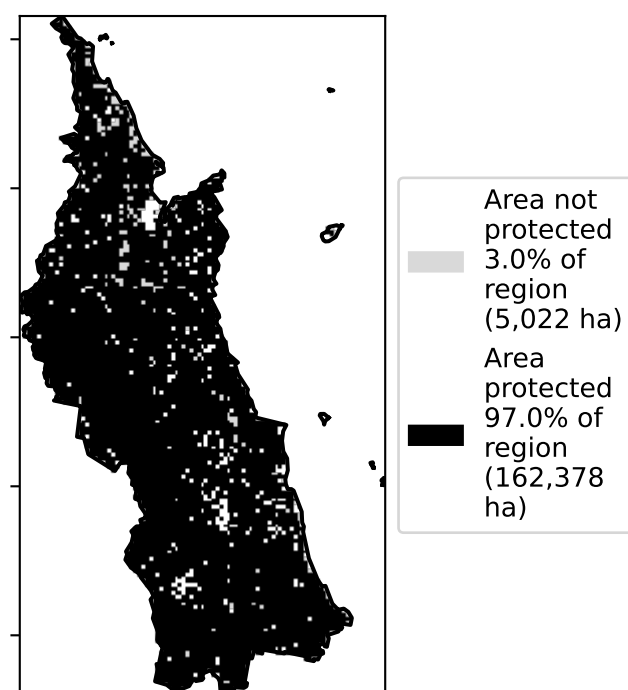 Area not
protected
3.0% of
region
(5,022 ha)
Area
protected
97.0% of
region
(162,378
ha)